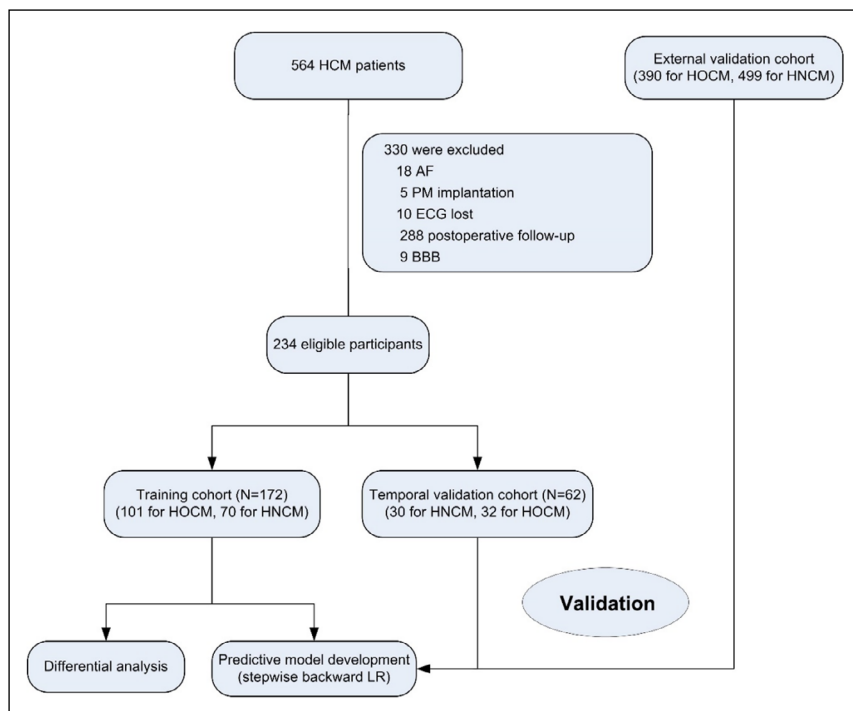 564 HCM patients
External validation cohort
(390 for HOCM, 499 for HNCM)
330 were excluded
18 AF
5 PM implantation
10 ECG lost
288 postoperative follow-up
9 BBB
234 eligible participants
Training cohort (N=172)
(101 for HOCM, 70 for HNCM)
Temporal validation cohort (N=62)
(30 for HNCM, 32 for HOCM)
Validation
Differential analysis
Predictive model development
(stepwise backward LR)